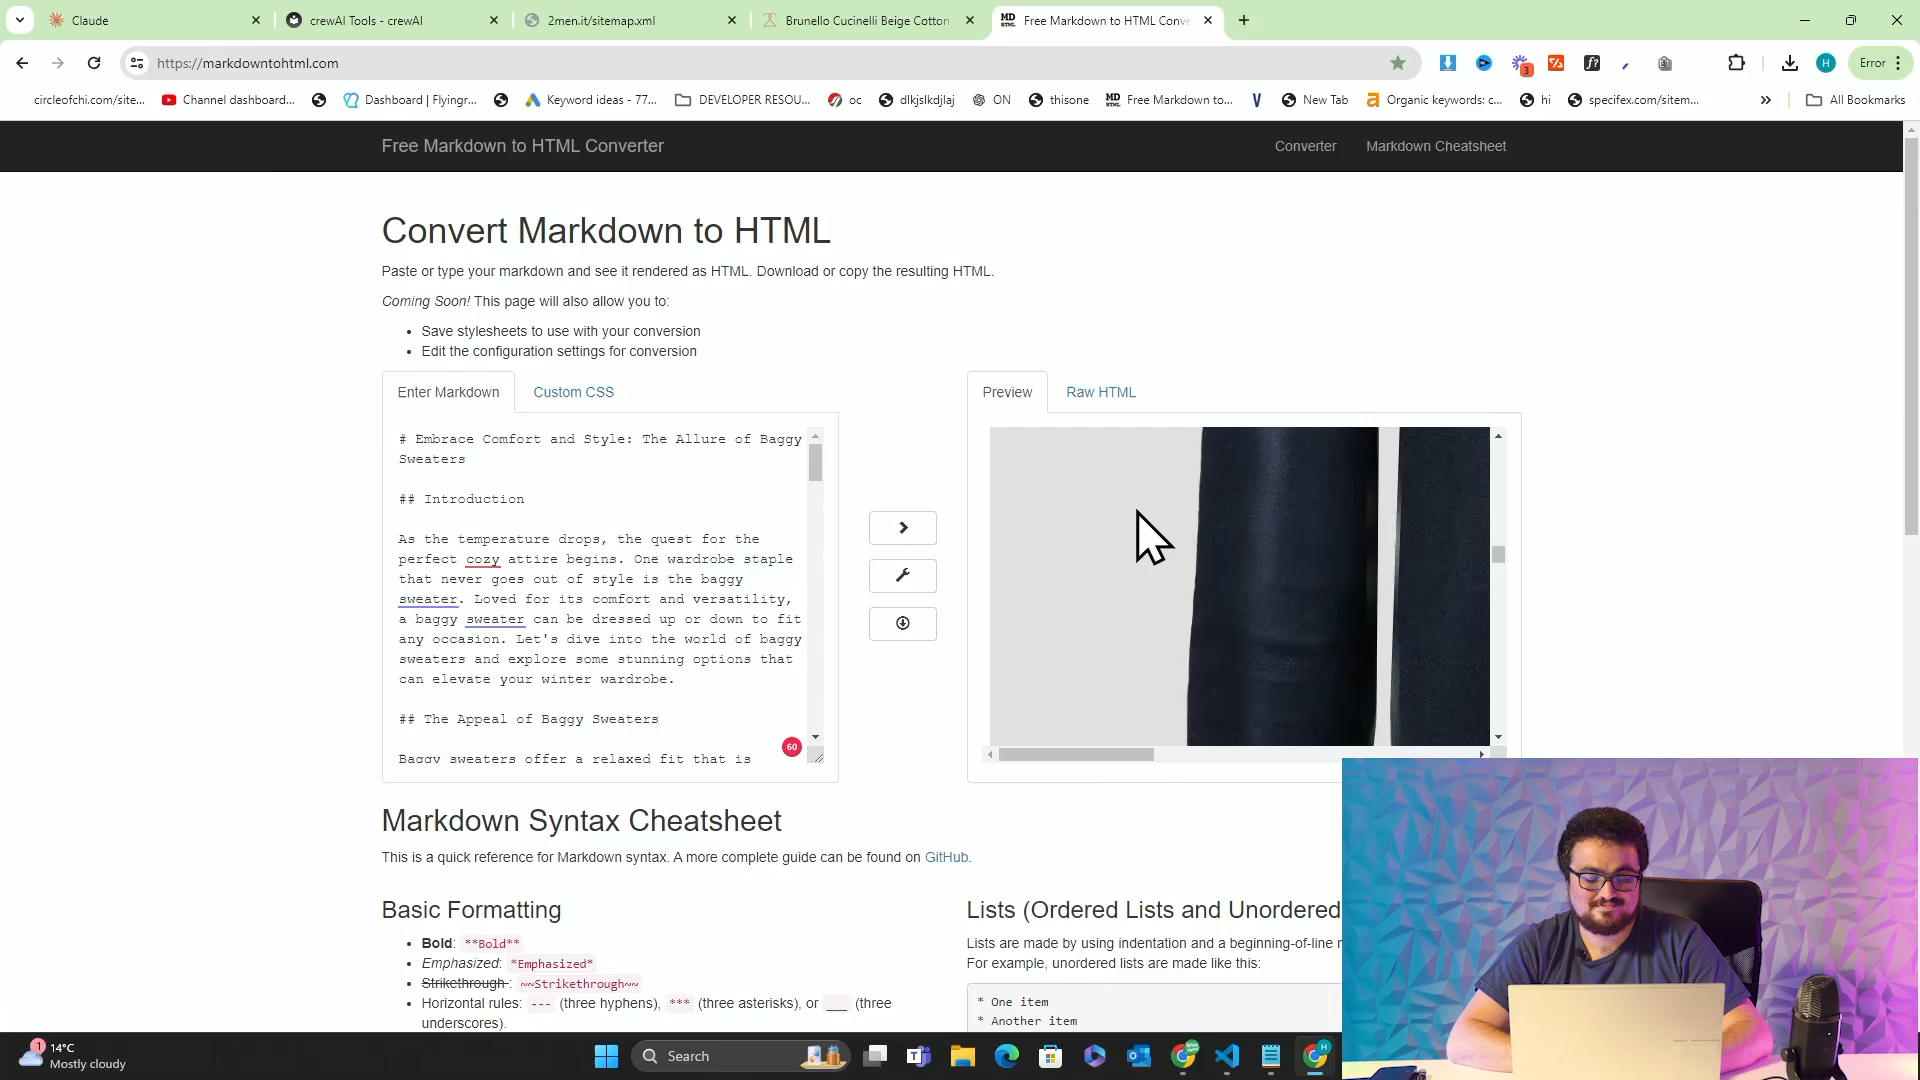 Claude
crewAI Tools - crewAI
2men.it/sitemap.xml
Brunello Cucinelli Beige Cotton
MD
HTML
Free Markdown to HTML Conve
https://markdowntohtml.com
3
f?
H
Error
circleofchi.com/site...
Channel dashboard...
Dashboard | Flyingr...
Keyword ideas - 77...
DEVELOPER RESOU...
oc
dlkjslkdjlaj
ON
thisone
MD
HTML
Free Markdown to...
V
New Tab
Organic keywords: c...
hi
specifex.com/sitem...
All Bookmarks
Free Markdown to HTML Converter
Converter
Markdown Cheatsheet
Convert Markdown to HTML
Paste or type your markdown and see it rendered as HTML. Download or copy the resulting HTML.
Coming Soon! This page will also allow you to:
• Save stylesheets to use with your conversion
• Edit the configuration settings for conversion
Enter Markdown
Custom CSS
Preview
Raw HTML
# Embrace Comfort and Style: The Allure of Baggy
Sweaters
## Introduction
As the temperature drops, the quest for the
perfect cozy attire begins. One wardrobe staple
that never goes out of style is the baggy
sweater. Loved for its comfort and versatility,
a baggy sweater can be dressed up or down to fit
any occasion. Let's dive into the world of baggy
sweaters and explore some stunning options that
can elevate your winter wardrobe.
## The Appeal of Baggy Sweaters
60
Baggy sweaters offer a relaxed fit that is
Markdown Syntax Cheatsheet
This is a quick reference for Markdown syntax. A more complete guide can be found on GitHub.
Basic Formatting
• Bold: **Bold**
• Emphasized: *Emphasized*
• Strikethrough : ~~Strikethrough~~
• Horizontal rules: --- (three hyphens), *** (three asterisks), or ___ (three
underscores).
Lists (Ordered Lists and Unordered
Lists are made by using indentation and a beginning-of-line
For example, unordered lists are made like this:
* One item
* Another item
1
14°C
Mostly cloudy
Search
H